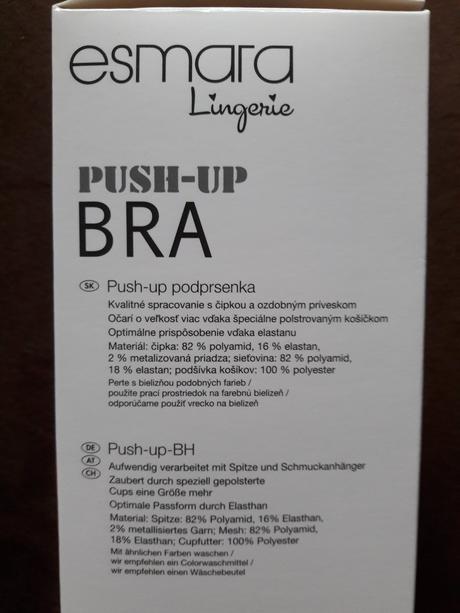 esmara
Lingerie
PUSH-UP
BRA
SK Push-up podprsenka
Kvalitné spracovanie s čipkou a ozdobným príveskom
Očarí o veľkosť viac vďaka špeciálne polstrovaným košíčkom
Optimálne prispôsobenie vďaka elastanu
Materiál: čipka: 82 % polyamid, 16 % elastan,
2 % metalizovaná priadza; sieťovina: 82 % polyamid,
18 % elastan; podšívka košíkov: 100 % polyester
Perte s bielizňou podobných farieb /
použite prací prostriedok na farebnú bielizeň /
odporúčame použiť vrecko na bielizeň
DE Push-up-BH
AT
CH
Aufwendig verarbeitet mit Spitze und Schmuckanhänger
Zaubert durch speziell gepolsterte
Cups eine Größe mehr
Optimale Passform durch Elasthan
Material: Spitze: 82% Polyamid, 16% Elasthan,
2% metallisiertes Garn; Mesh: 82% Polyamid,
18% Elasthan; Cupfutter: 100% Polyester
Mit ähnlichen Farben waschen /
wir empfehlen ein Colorwaschmittel /
wir empfehlen einen Wäschebeutel